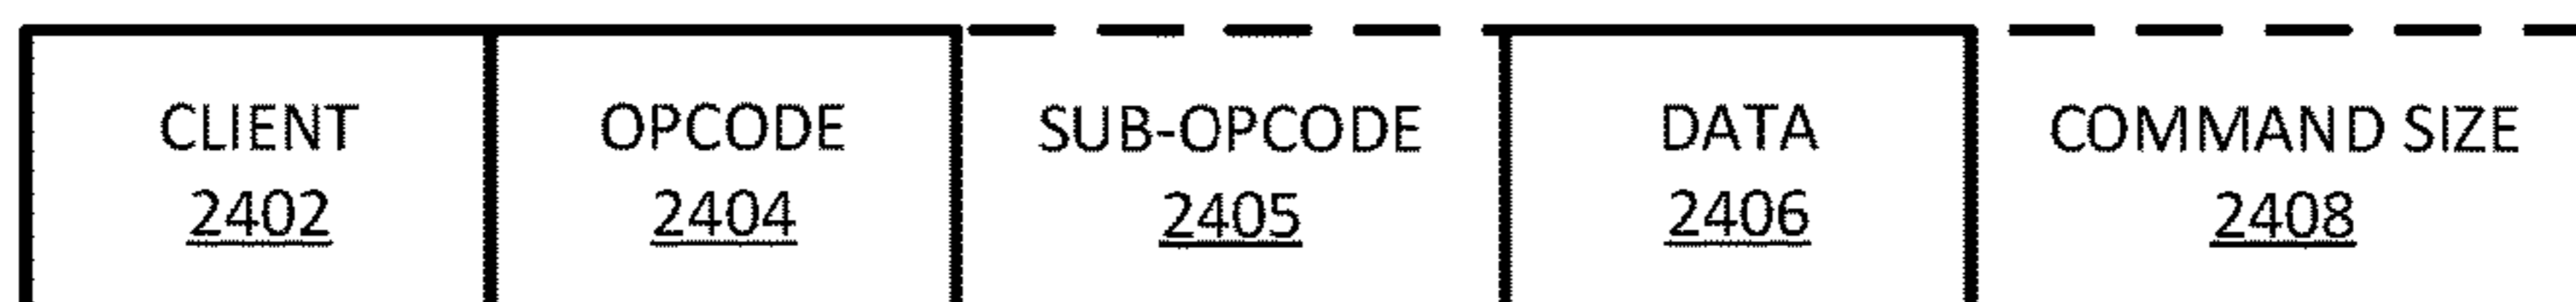 CLIENT OPCODE SUB-OPCODE DATA COMMAND SIZE
2402 2404 2405 2406 2408